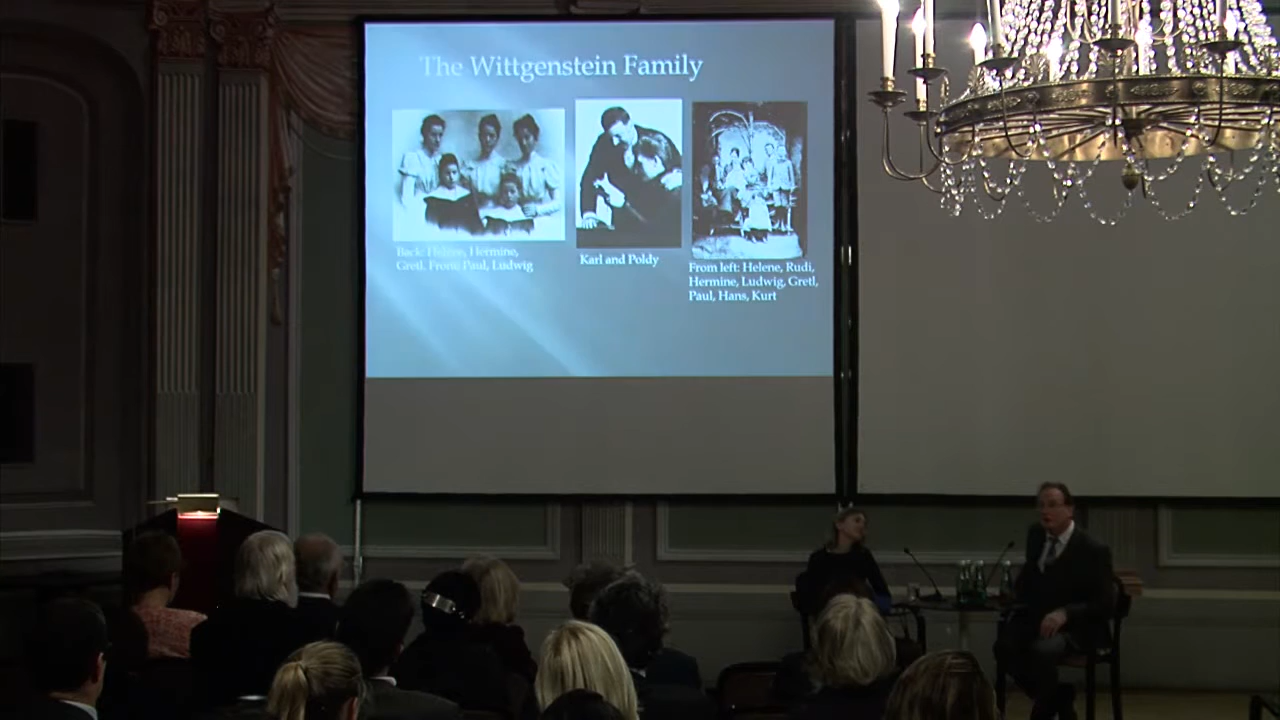 The Wittgenstein Family
Back: Helene, Hermine,
Gretl. Front: Paul, Ludwig
Karl and Poldy
From left: Helene, Rudi,
Hermine, Ludwig, Gretl,
Paul, Hans, Kurt